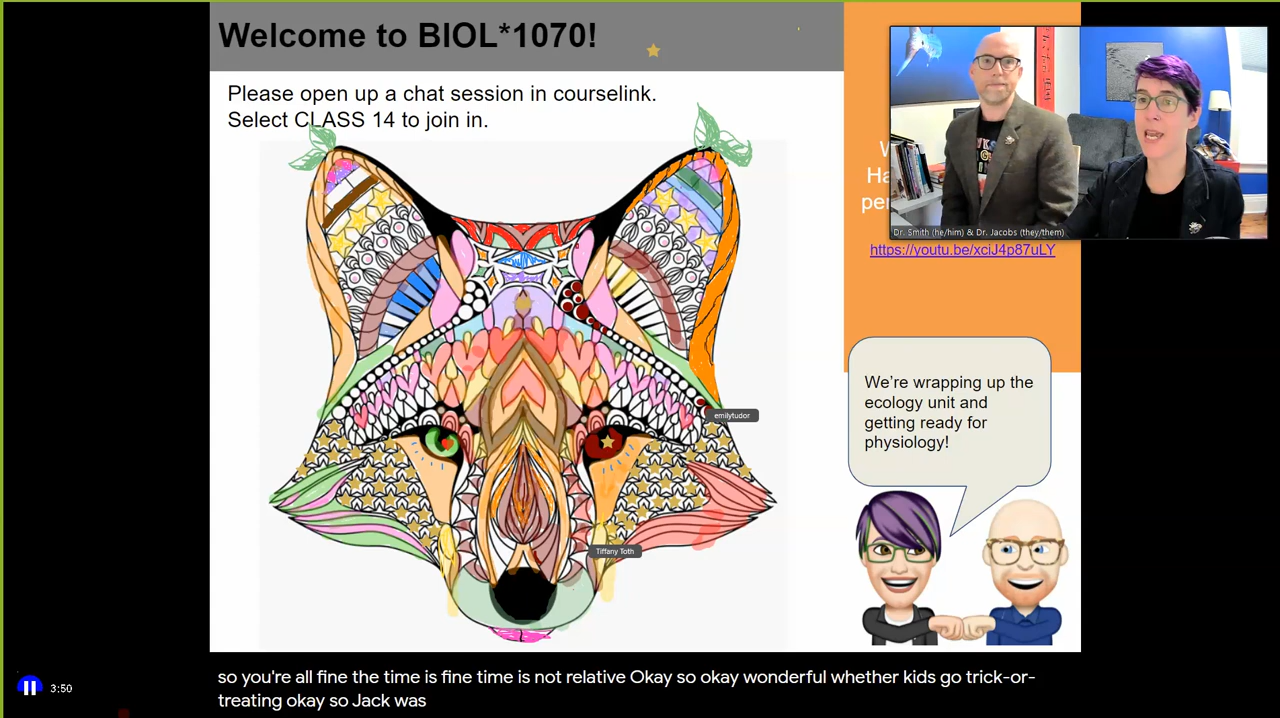 Welcome to BIOL*1070!
Please open up a chat session in courselink.
Select CLASS 14 to join in.
Dr. Smith (he/him) & Dr. Jacobs (they/them)
https://youtu.be/xciJ4p87uLY
We're wrapping up the
ecology unit and
getting ready for
physiology!
emilytudor
Tiffany Toth
so you're all fine the time is fine time is not relative Okay so okay wonderful whether kids go trick-or-
treating okay so Jack was
3:50